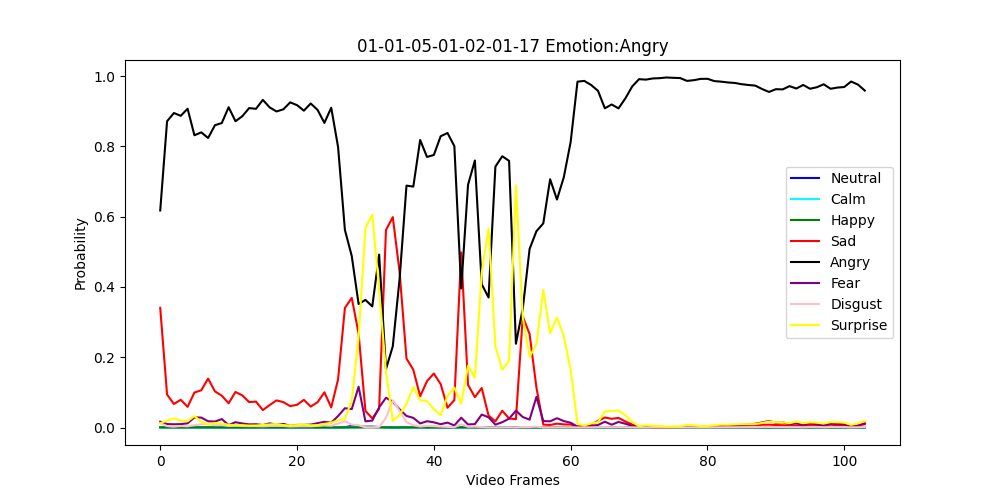 01-01-05-01-02-01-17 Emotion:Angry
Probability
1.0
0.8
0.6
0.4
0.2
0.0
Neutral
Calm
Happy
Sad
Angry
Fear
Disgust
Surprise
0 20 40 60 80 100
Video Frames